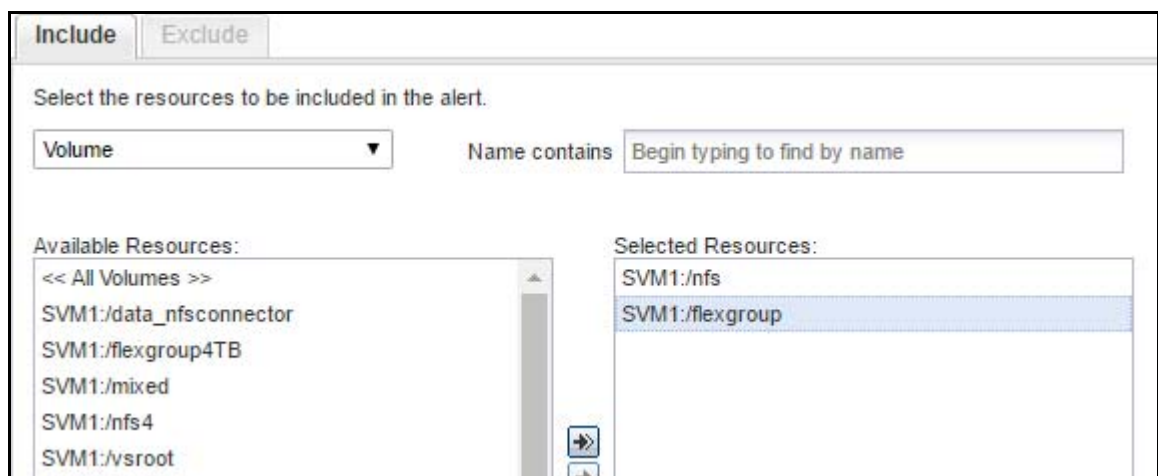 Include Exclude
Select the resources to be included in the alert.
Volume Name contains Begin typing to find by name
Available Resources: Selected Resources:
<< All Volumes >> SVM1:/nfs
SVM1:/data_nfsconnector SVM1:/flexgroup
SVM1:/flexgroup4TB
SVM1:/mixed
SVM1:/nfs4
SVM1:/vsroot